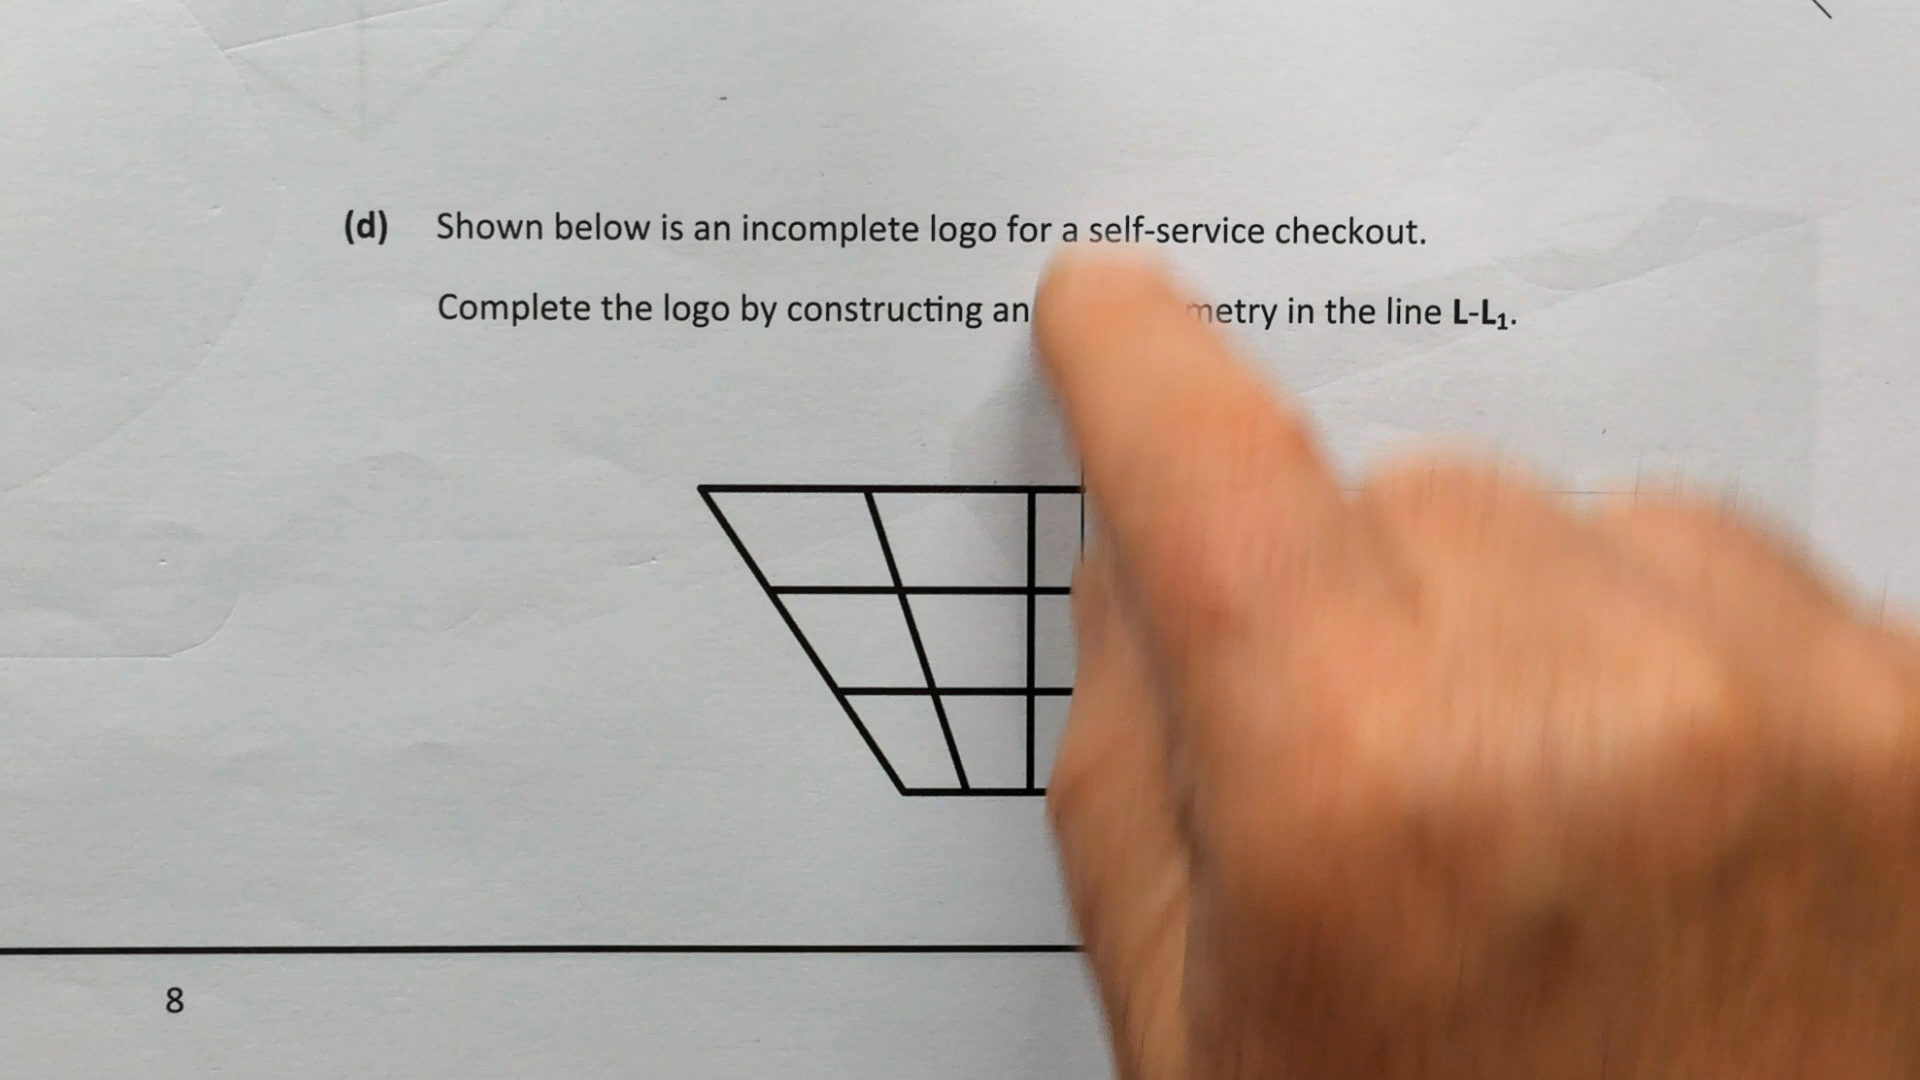 (d) Shown below is an incomplete logo for a self-service checkout.
Complete the logo by constructing an metry in the line L-L₁.
8